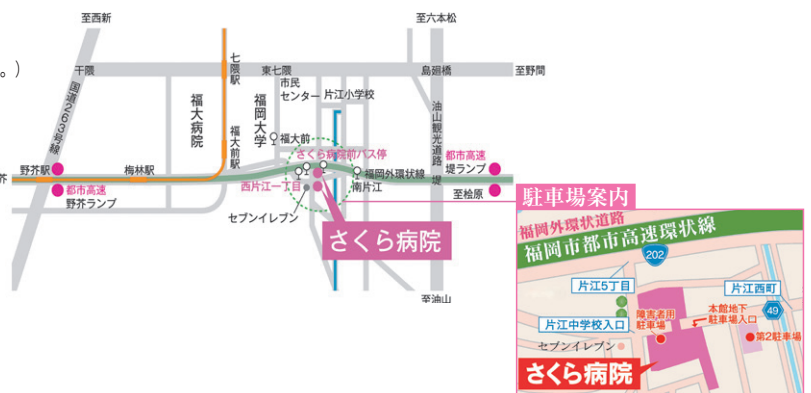 至西新
至六本松
。）
干隈
七隈駅
東七隈
島廻橋
至野間
国道263号線
市民
センター
片江小学校
福大病院
福岡大学
福大前駅
油山観光道路
福大前
さくら病院前バス停
野芥駅
梅林駅
福岡外環状線
都市高速
堤ランプ
芥
都市高速
野芥ランプ
西片江一丁目
南片江
堤
至桧原
セブンイレブン
さくら病院
至油山
駐車場案内
福岡外環状道路
福岡市都市高速環状線
202
片江5丁目
片江西町
障害者用
駐車場
本館地下
駐車場入口
49
片江中学校入口
第2駐車場
セブンイレブン
さくら病院